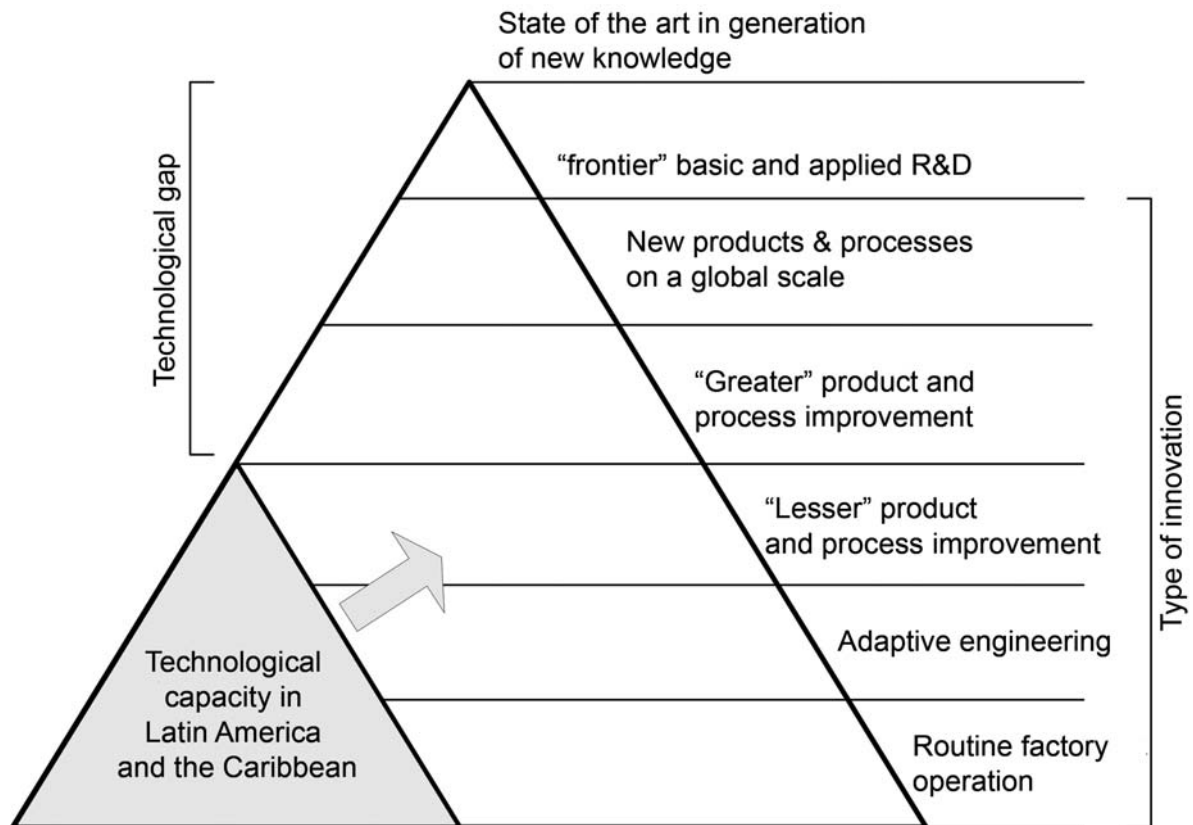 State of the art in generation
of new knowledge
Technological gap
“frontier” basic and applied R&D
New products & processes
on a global scale
“Greater” product and
process improvement
“Lesser” product
and process improvement
Type of innovation
Adaptive engineering
Technological
capacity in
Latin America
and the Caribbean
Routine factory
operation